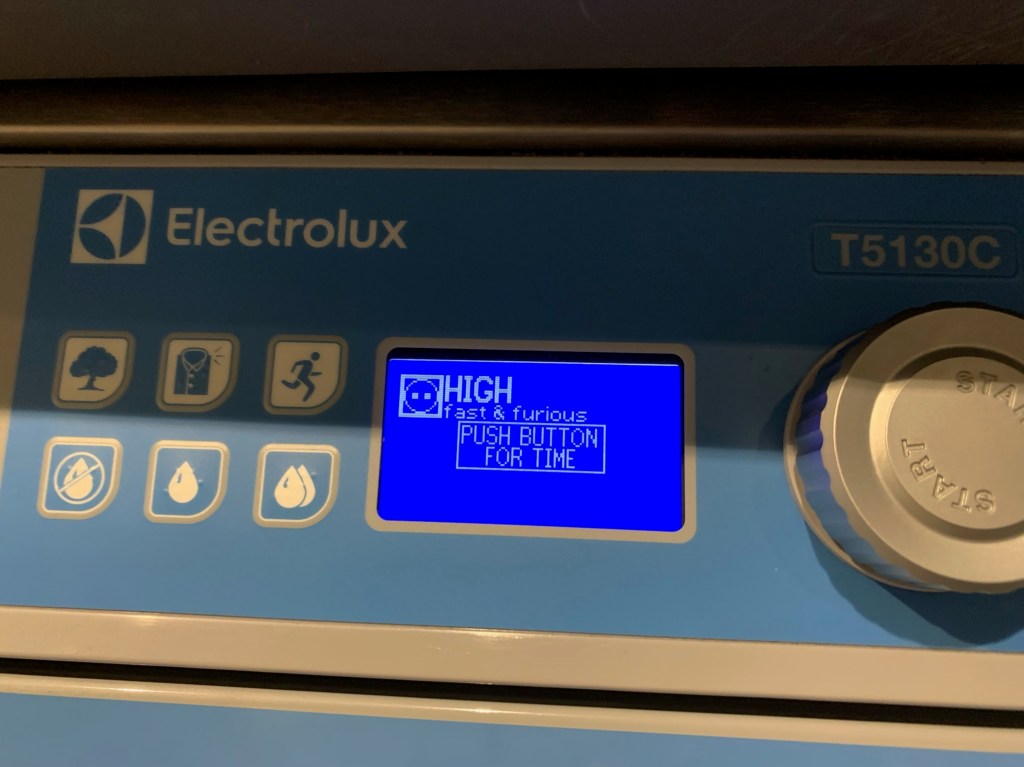 Electrolux
T5130C
HIGH
fast & furious
PUSH BUTTON
FOR TIME
START
START